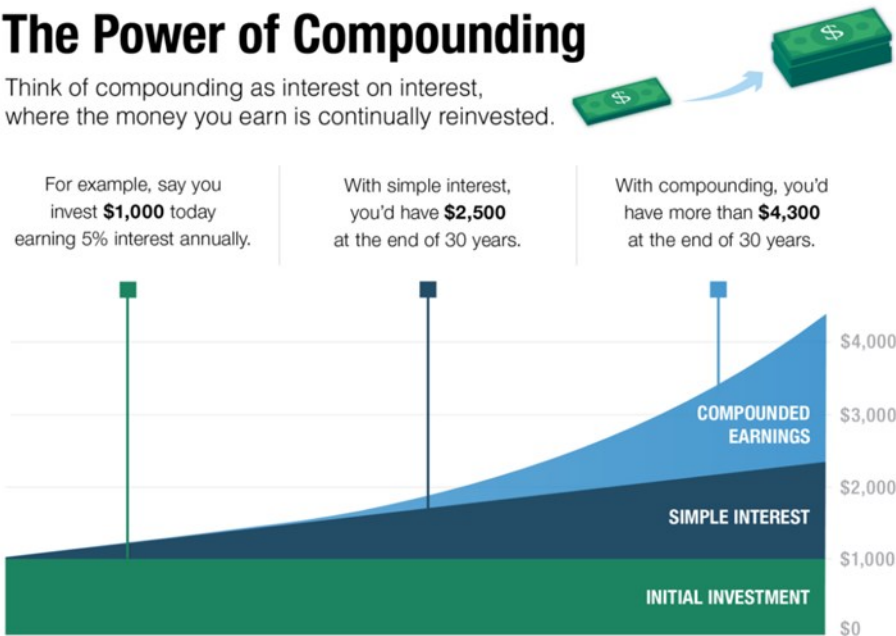 The Power of Compounding
Think of compounding as interest on interest,
where the money you earn is continually reinvested.
$
$
For example, say you
invest $1,000 today
earning 5% interest annually.
With simple interest,
you'd have $2,500
at the end of 30 years.
With compounding, you'd
have more than $4,300
at the end of 30 years.
$4,000
$3,000
COMPOUNDED
EARNINGS
$2,000
SIMPLE INTEREST
$1,000
INITIAL INVESTMENT
$0